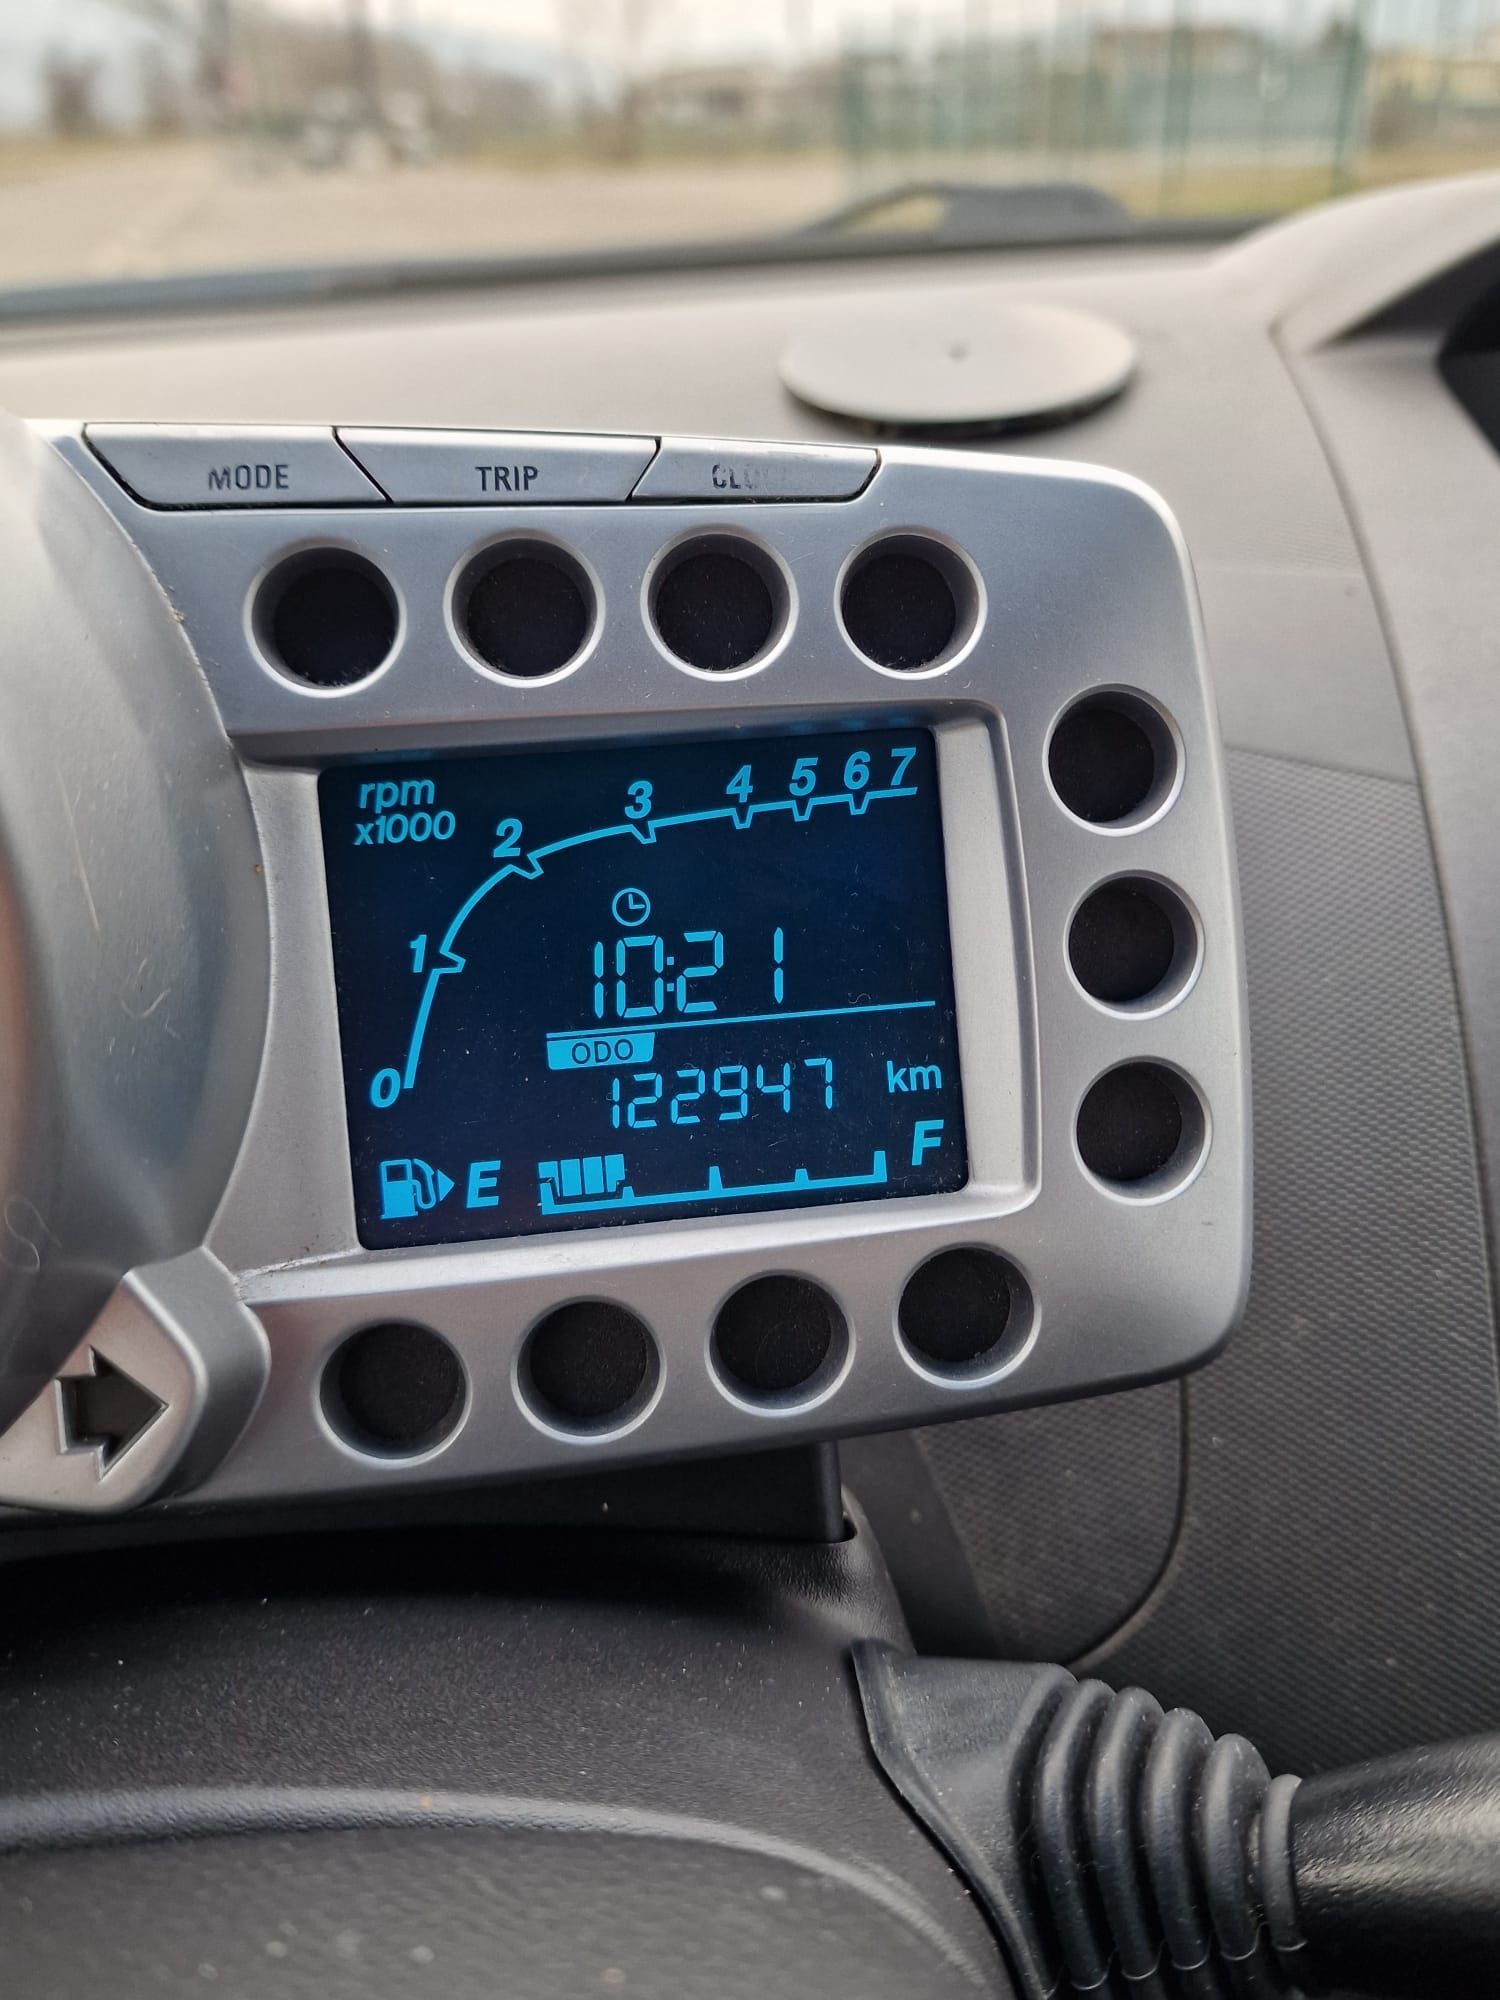 MODE TRIP
rpm
x1000
0 1 2 3 4 5 6 7
10:21
ODO
122947 km
E F